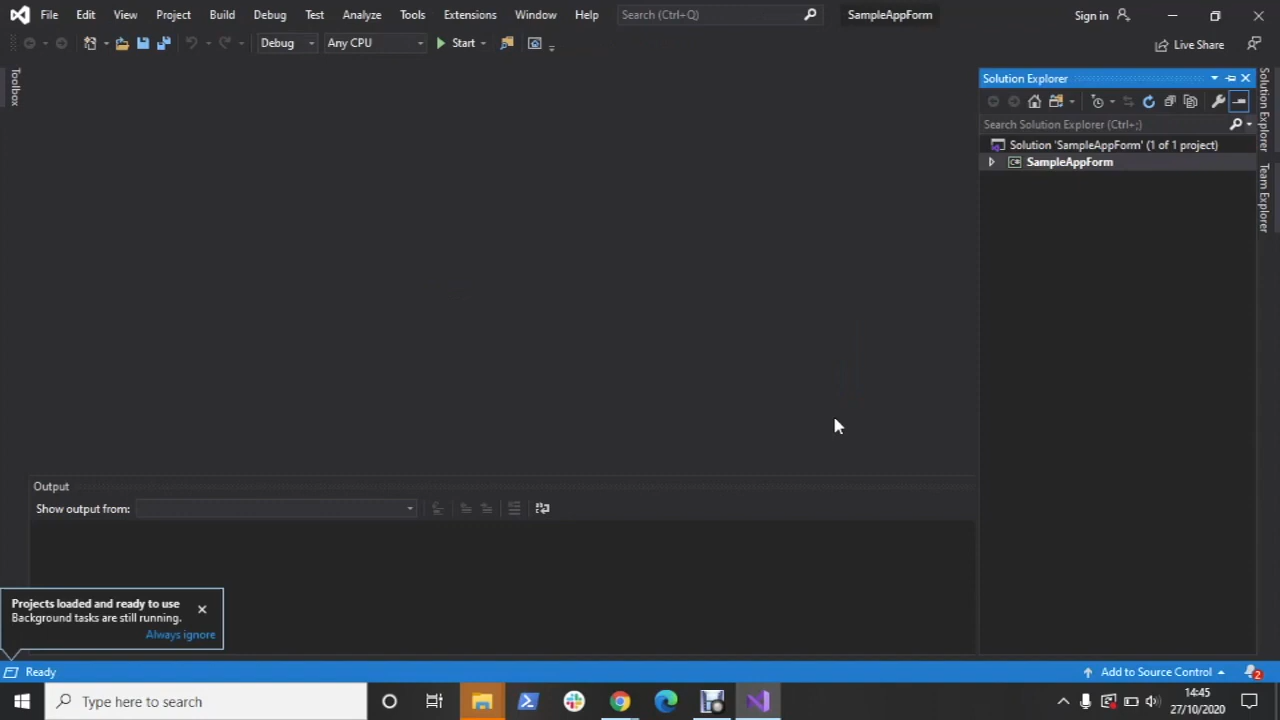 File Edit View Project Build Debug Test Analyze Tools Extensions Window Help Search (Ctrl+Q) SampleAppForm Sign in
Debug Any CPU Start Live Share
Toolbox
Solution Explorer
Search Solution Explorer (Ctrl+;)
Solution 'SampleAppForm' (1 of 1 project)
C# SampleAppForm
Solution Explorer
Team Explorer
Output
Show output from:
Projects loaded and ready to use
Background tasks are still running.
Always ignore
Ready Add to Source Control 2
Type here to search 14:45
27/10/2020